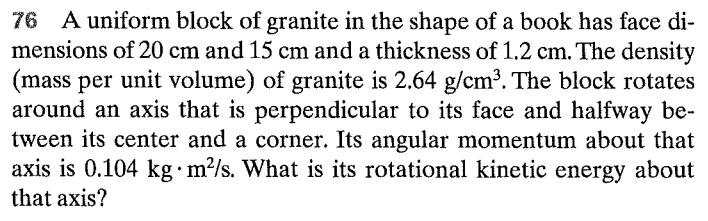 76 A uniform block of granite in the shape of a book has face di-
mensions of 20 cm and 15 cm and a thickness of 1.2 cm. The density
(mass per unit volume) of granite is 2.64 g/cm³. The block rotates
around an axis that is perpendicular to its face and halfway be-
tween its center and a corner. Its angular momentum about that
axis is 0.104 kg·m²/s. What is its rotational kinetic energy about
that axis?